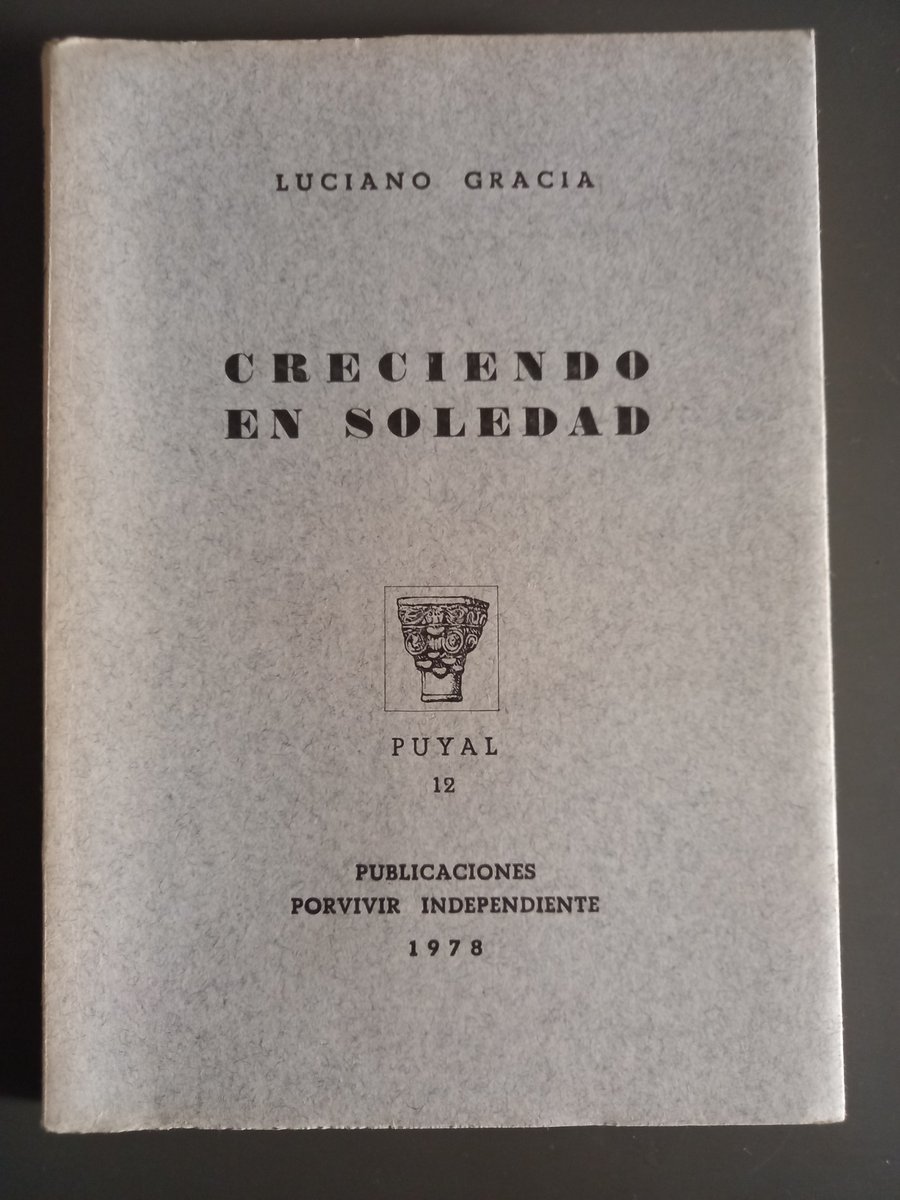 LUCIANO GRACIA
CRECIENDO
EN SOLEDAD
PUYAL
12
PUBLICACIONES
PORVIVIR INDEPENDIENTE
1978